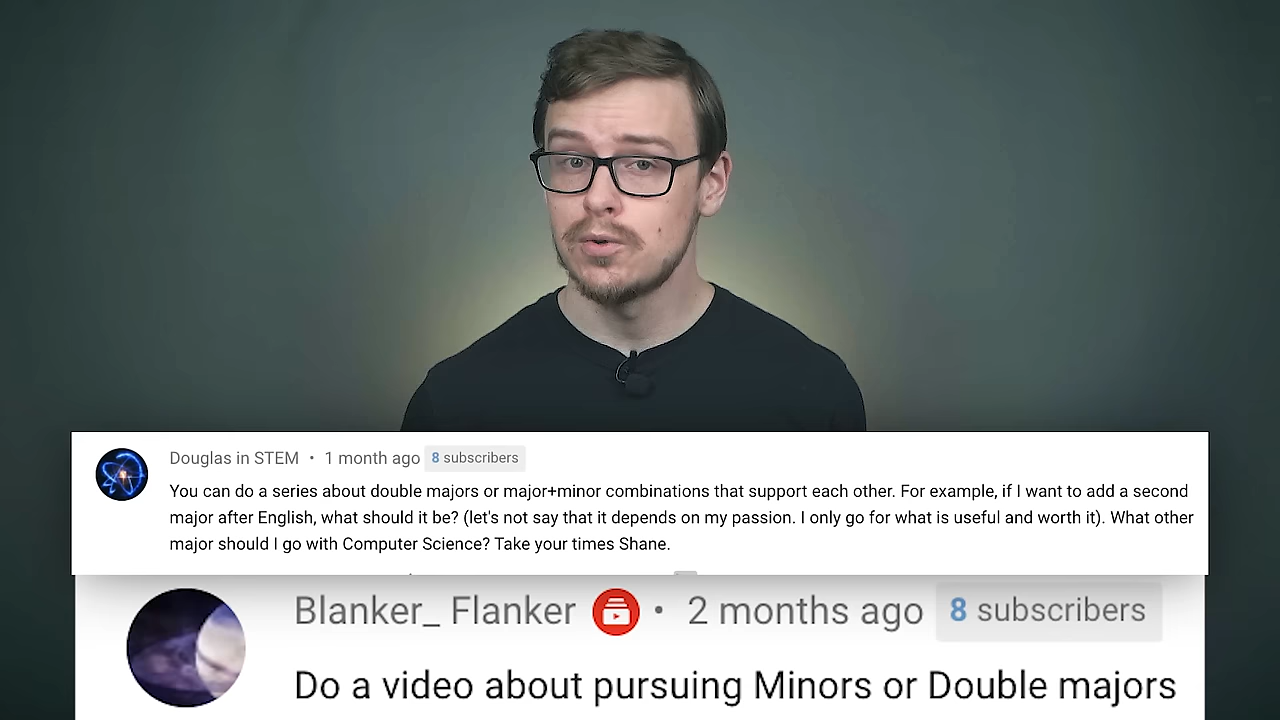 Douglas in STEM • 1 month ago 8 subscribers
You can do a series about double majors or major+minor combinations that support each other. For example, if I want to add a second
major after English, what should it be? (let's not say that it depends on my passion. I only go for what is useful and worth it). What other
major should I go with Computer Science? Take your times Shane.
Blanker_ Flanker • 2 months ago 8 subscribers
Do a video about pursuing Minors or Double majors